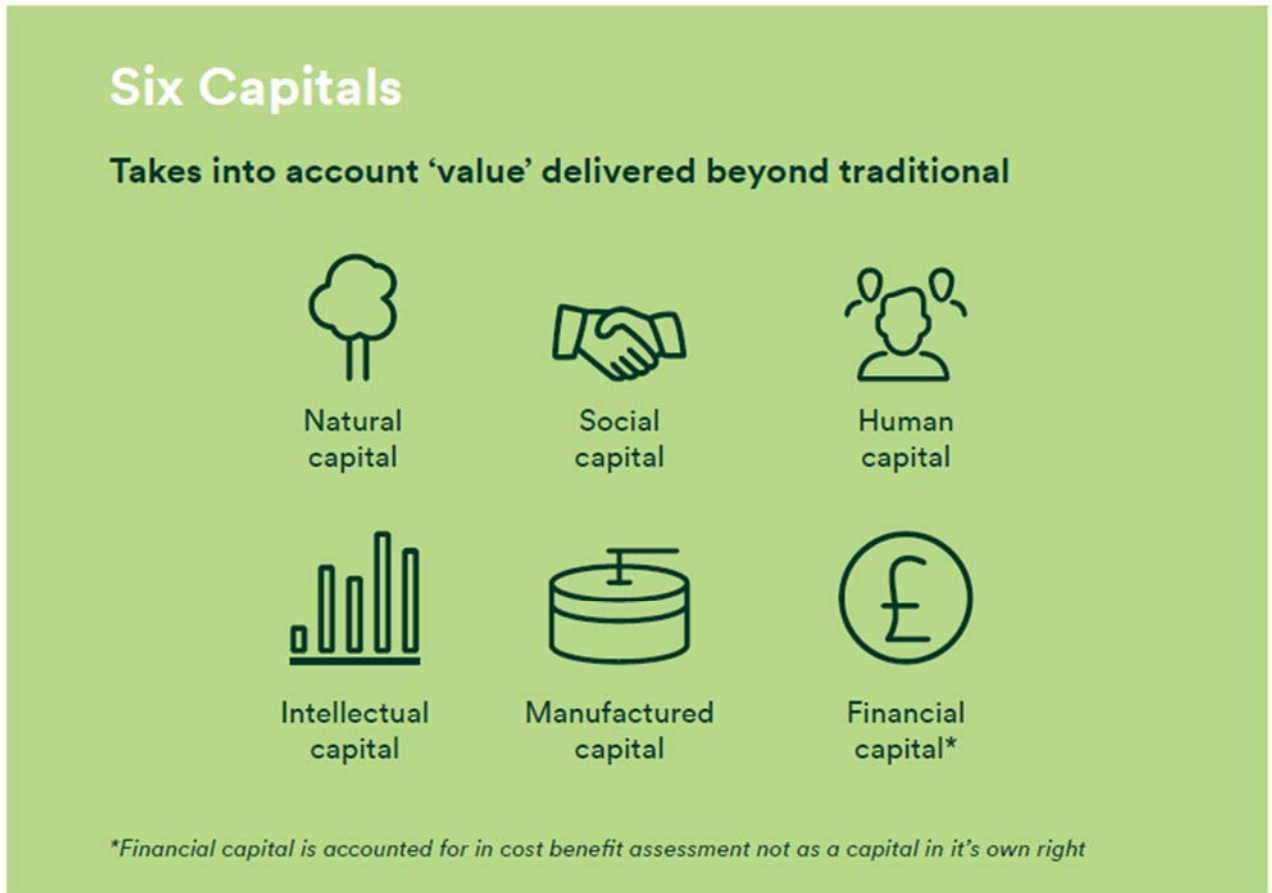 Six Capitals
Takes into account ‘value’ delivered beyond traditional
Natural
capital
Social
capital
Human
capital
Intellectual
capital
Manufactured
capital
£
Financial
capital*
*Financial capital is accounted for in cost benefit assessment not as a capital in it’s own right